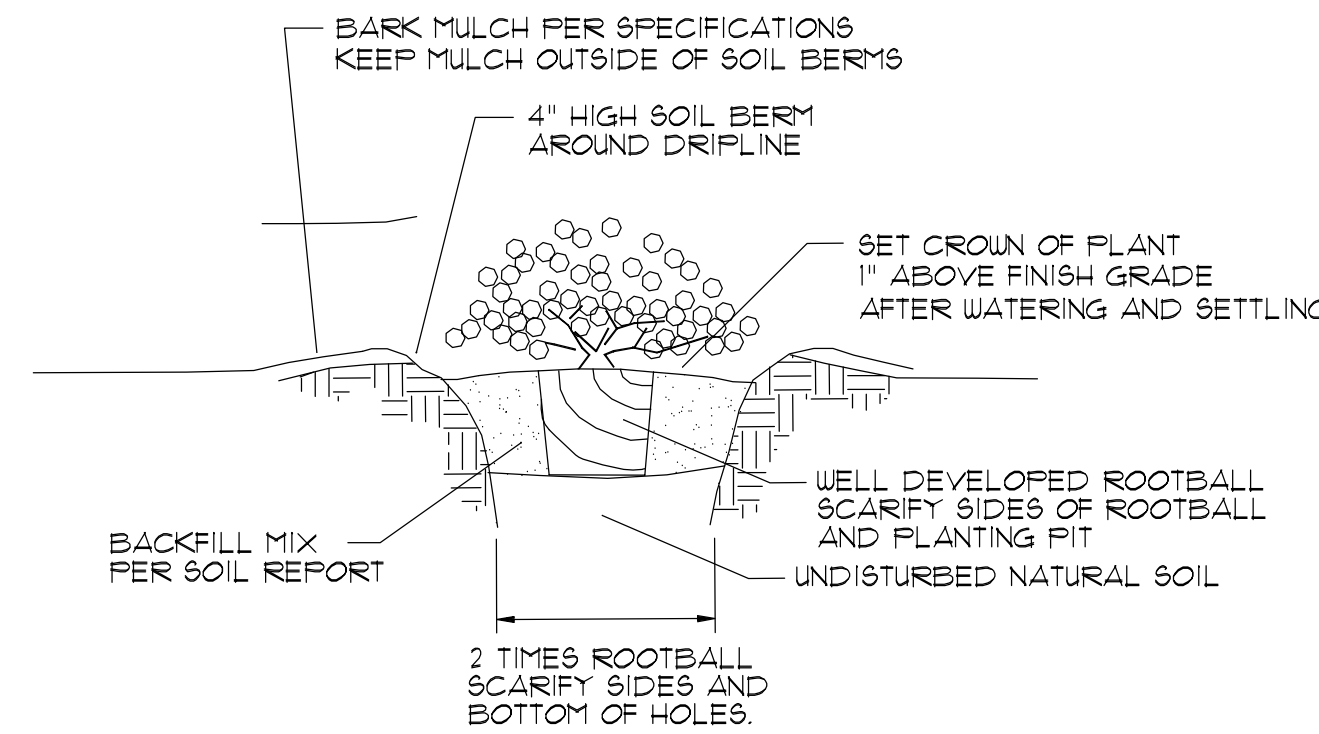 BARK MULCH PER SPECIFICATIONS
KEEP MULCH OUTSIDE OF SOIL BERMS
4" HIGH SOIL BERM
AROUND DRIPLINE
SET CROWN OF PLANT
1" ABOVE FINISH GRADE
AFTER WATERING AND SETTLING
WELL DEVELOPED ROOTBALL
SCARIFY SIDES OF ROOTBALL
AND PLANTING PIT
BACKFILL MIX
PER SOIL REPORT
UNDISTURBED NATURAL SOIL
2 TIMES ROOTBALL
SCARIFY SIDES AND
BOTTOM OF HOLES.